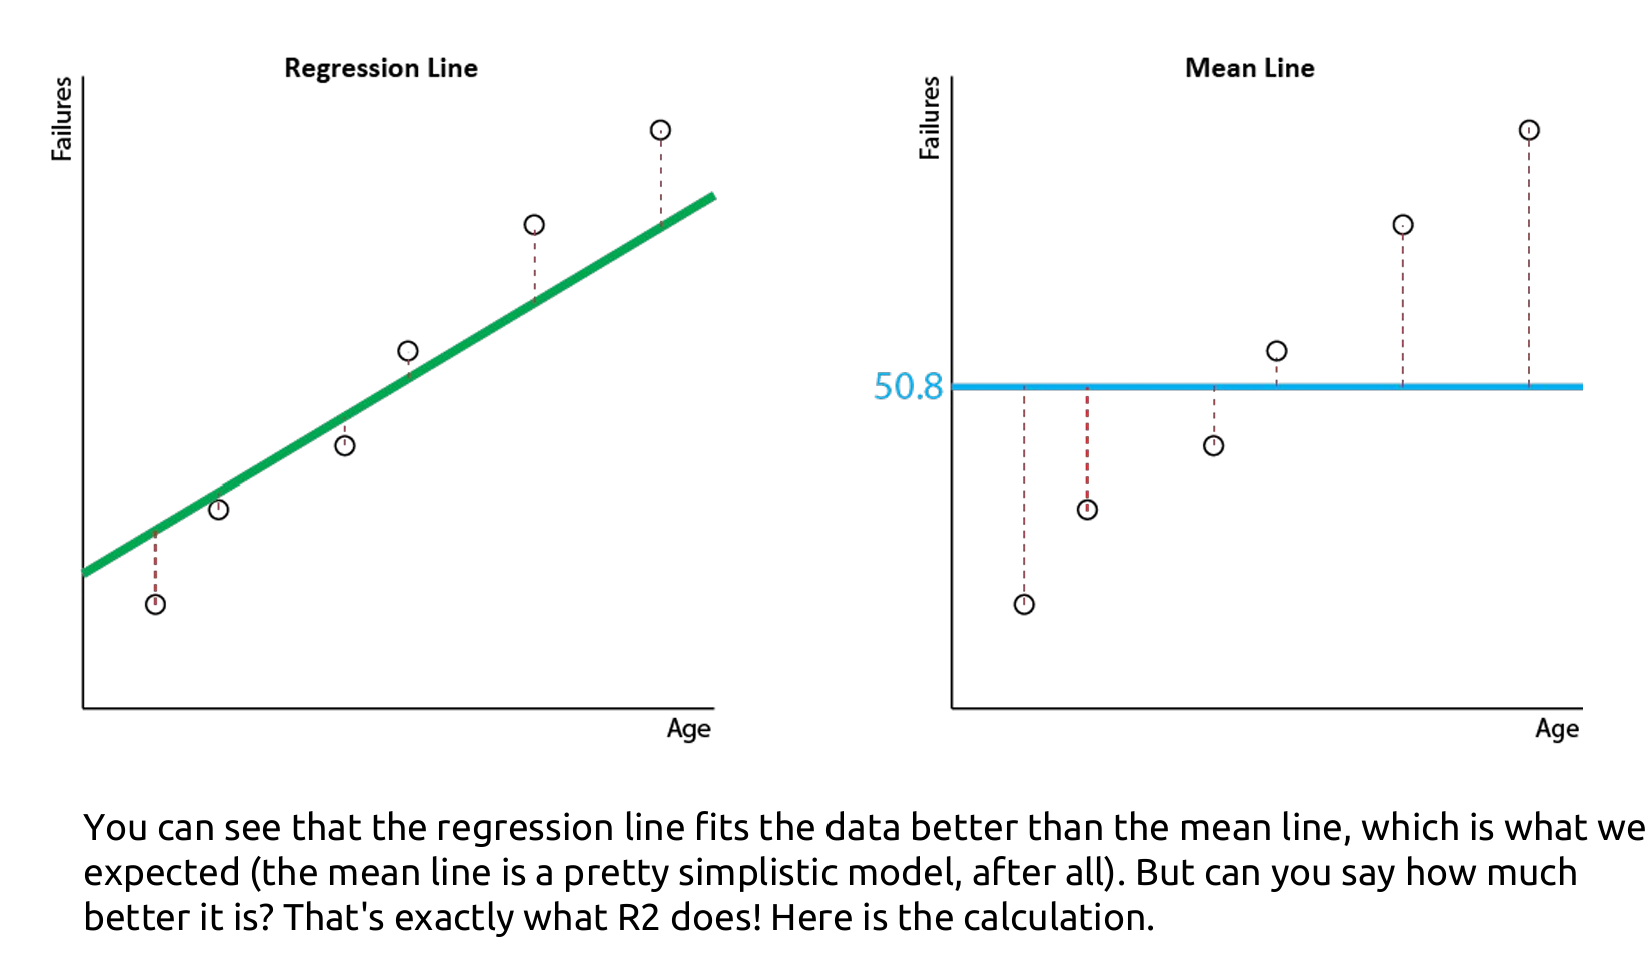 Regression Line
Failures
Age
Mean Line
Failures
50.8
Age
You can see that the regression line fits the data better than the mean line, which is what we
expected (the mean line is a pretty simplistic model, after all). But can you say how much
better it is? That's exactly what R2 does! Here is the calculation.